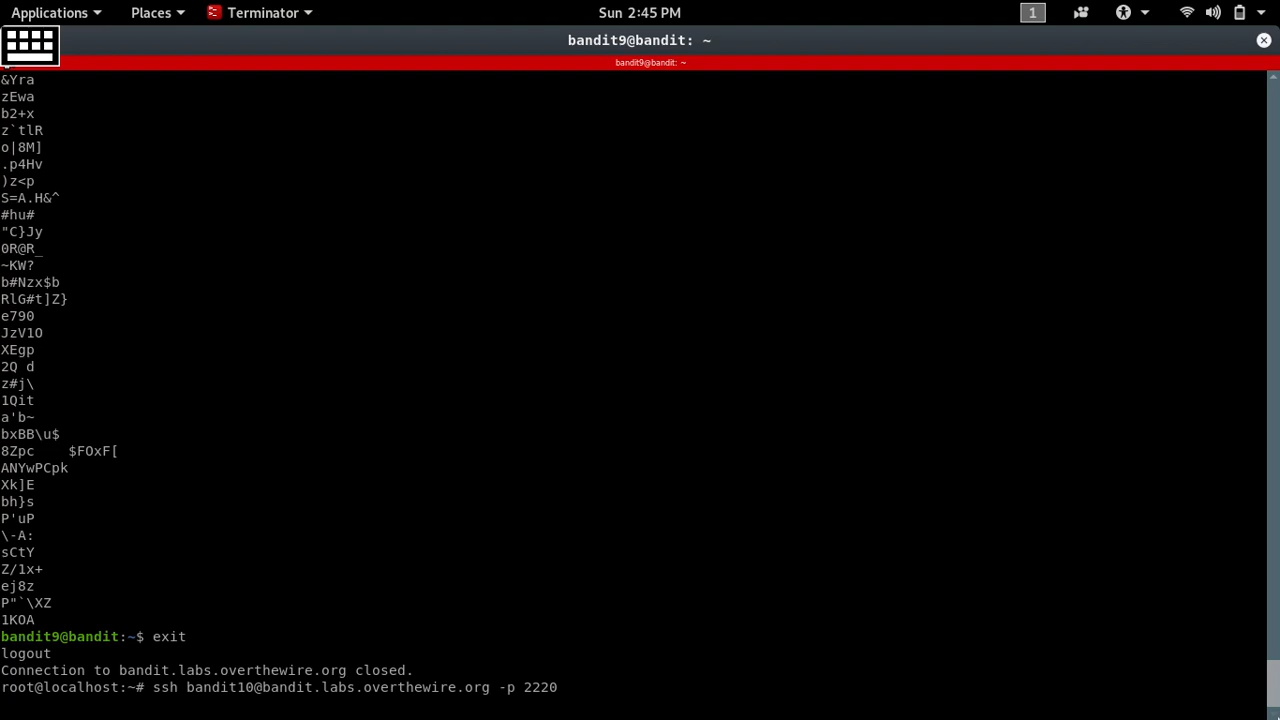 Applications Places Terminator Sun 2:45 PM 1
bandit9@bandit: ~
bandit9@bandit: ~
&Yra
zEwa
b2+x
z`tlR
o|8M]
.p4Hv
)z<p
S=A.H&^
#hu#
"C}Jy
0R@R_
~KW?
b#Nzx$b
RlG#t]Z}
e790
JzV1O
XEgp
2Q d
z#j\
1Qit
a'b~
bxBB\u$
8Zpc    $FOxF[
ANYwPCpk
Xk]E
bh}s
P'uP
\-A:
sCtY
Z/1x+
ej8z
P"`\XZ
1KOA
bandit9@bandit:~$ exit
logout
Connection to bandit.labs.overthewire.org closed.
root@localhost:~# ssh bandit10@bandit.labs.overthewire.org -p 2220